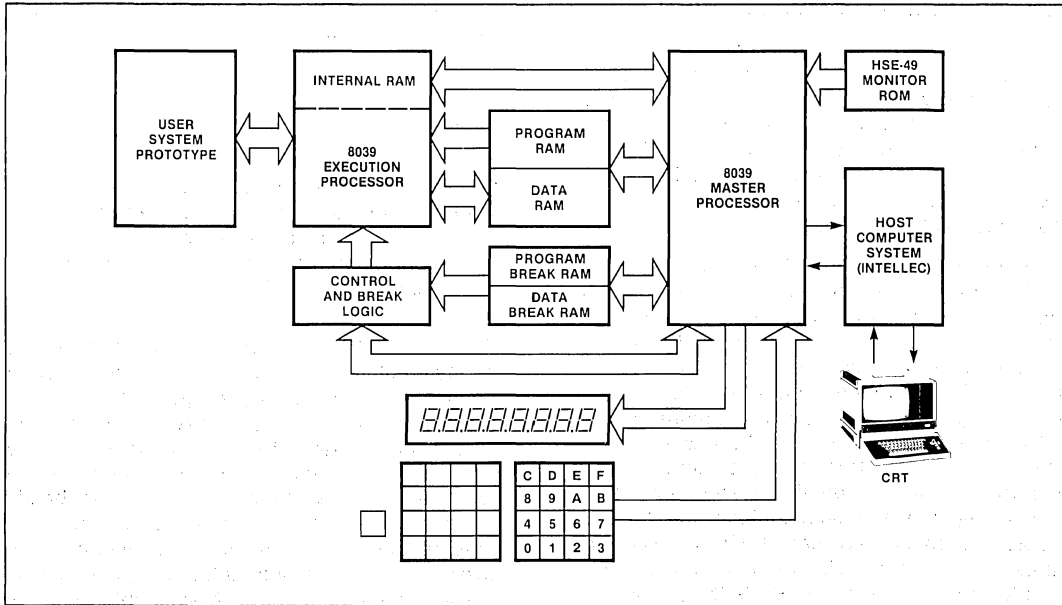 USER
SYSTEM
PROTOTYPE
INTERNAL RAM
8039
EXECUTION
PROCESSOR
PROGRAM
RAM
DATA
RAM
CONTROL
AND BREAK
LOGIC
PROGRAM
BREAK RAM
DATA
BREAK RAM
8039
MASTER
PROCESSOR
HSE-49
MONITOR
ROM
HOST
COMPUTER
SYSTEM
(INTELLEC)
CRT
8.8.8.8.8.8.8.8
C D E F
8 9 A B
4 5 6 7
0 1 2 3